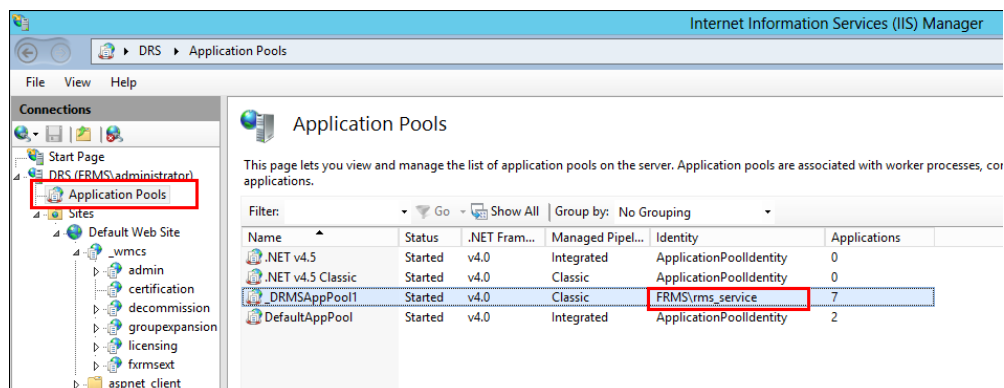 Internet Information Services (IIS) Manager
DRS Application Pools
File View Help
Connections
Start Page
DRS (FRMS\administrator)
Application Pools
Sites
Default Web Site
_wmcs
admin
certification
decommission
groupexpansion
licensing
fxrmsext
aspnet_client
Application Pools
This page lets you view and manage the list of application pools on the server. Application pools are associated with worker processes, con
applications.
Filter: Go Show All Group by: No Grouping
Name Status .NET Fram... Managed Pipel... Identity Applications
.NET v4.5 Started v4.0 Integrated ApplicationPoolIdentity 0
.NET v4.5 Classic Started v4.0 Classic ApplicationPoolIdentity 0
_DRMSAppPool1 Started v4.0 Classic FRMS\rms_service 7
DefaultAppPool Started v4.0 Integrated ApplicationPoolIdentity 2